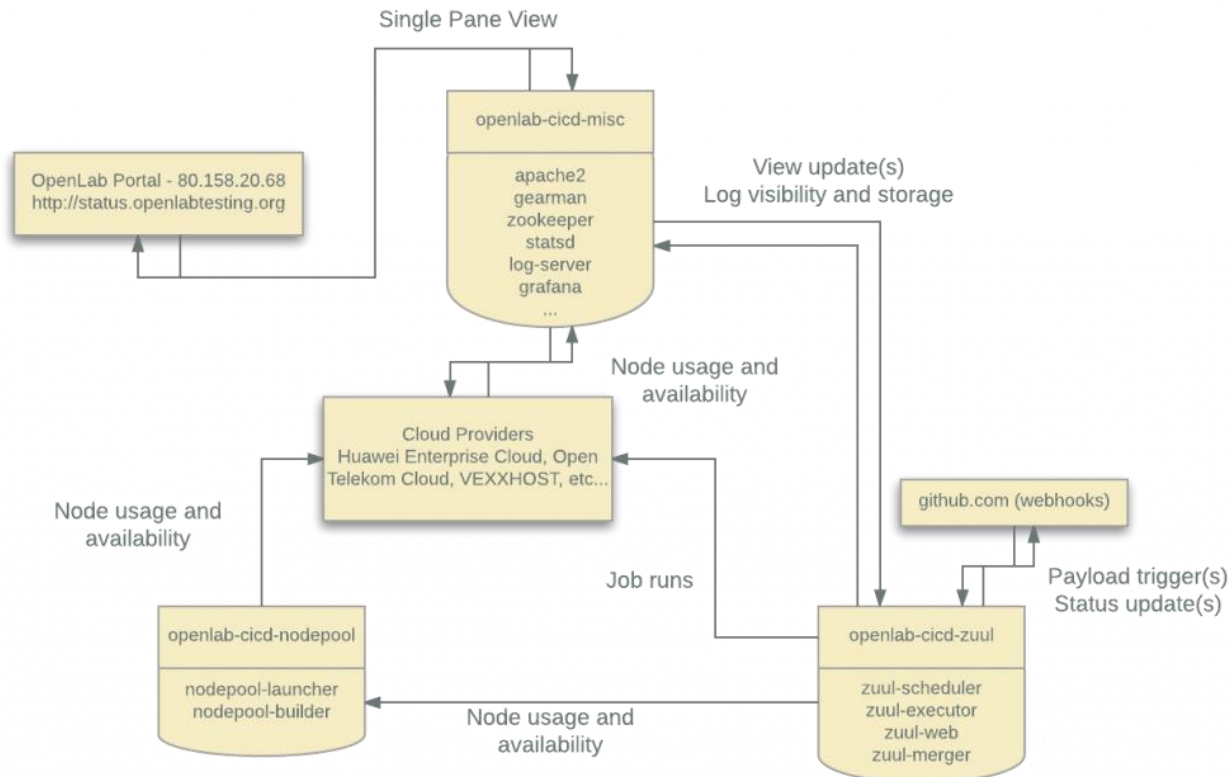 Single Pane View
openlab-cicd-misc
apache2
gearman
zookeeper
statsd
log-server
grafana
...
OpenLab Portal - 80.158.20.68
http://status.openlabtesting.org
View update(s)
Log visibility and storage
Node usage and
availability
Cloud Providers
Huawei Enterprise Cloud, Open
Telekom Cloud, VEXXHOST, etc...
Node usage and
availability
github.com (webhooks)
Job runs
Payload trigger(s)
Status update(s)
openlab-cicd-nodepool
nodepool-launcher
nodepool-builder
openlab-cicd-zuul
zuul-scheduler
zuul-executor
zuul-web
zuul-merger
Node usage and
availability